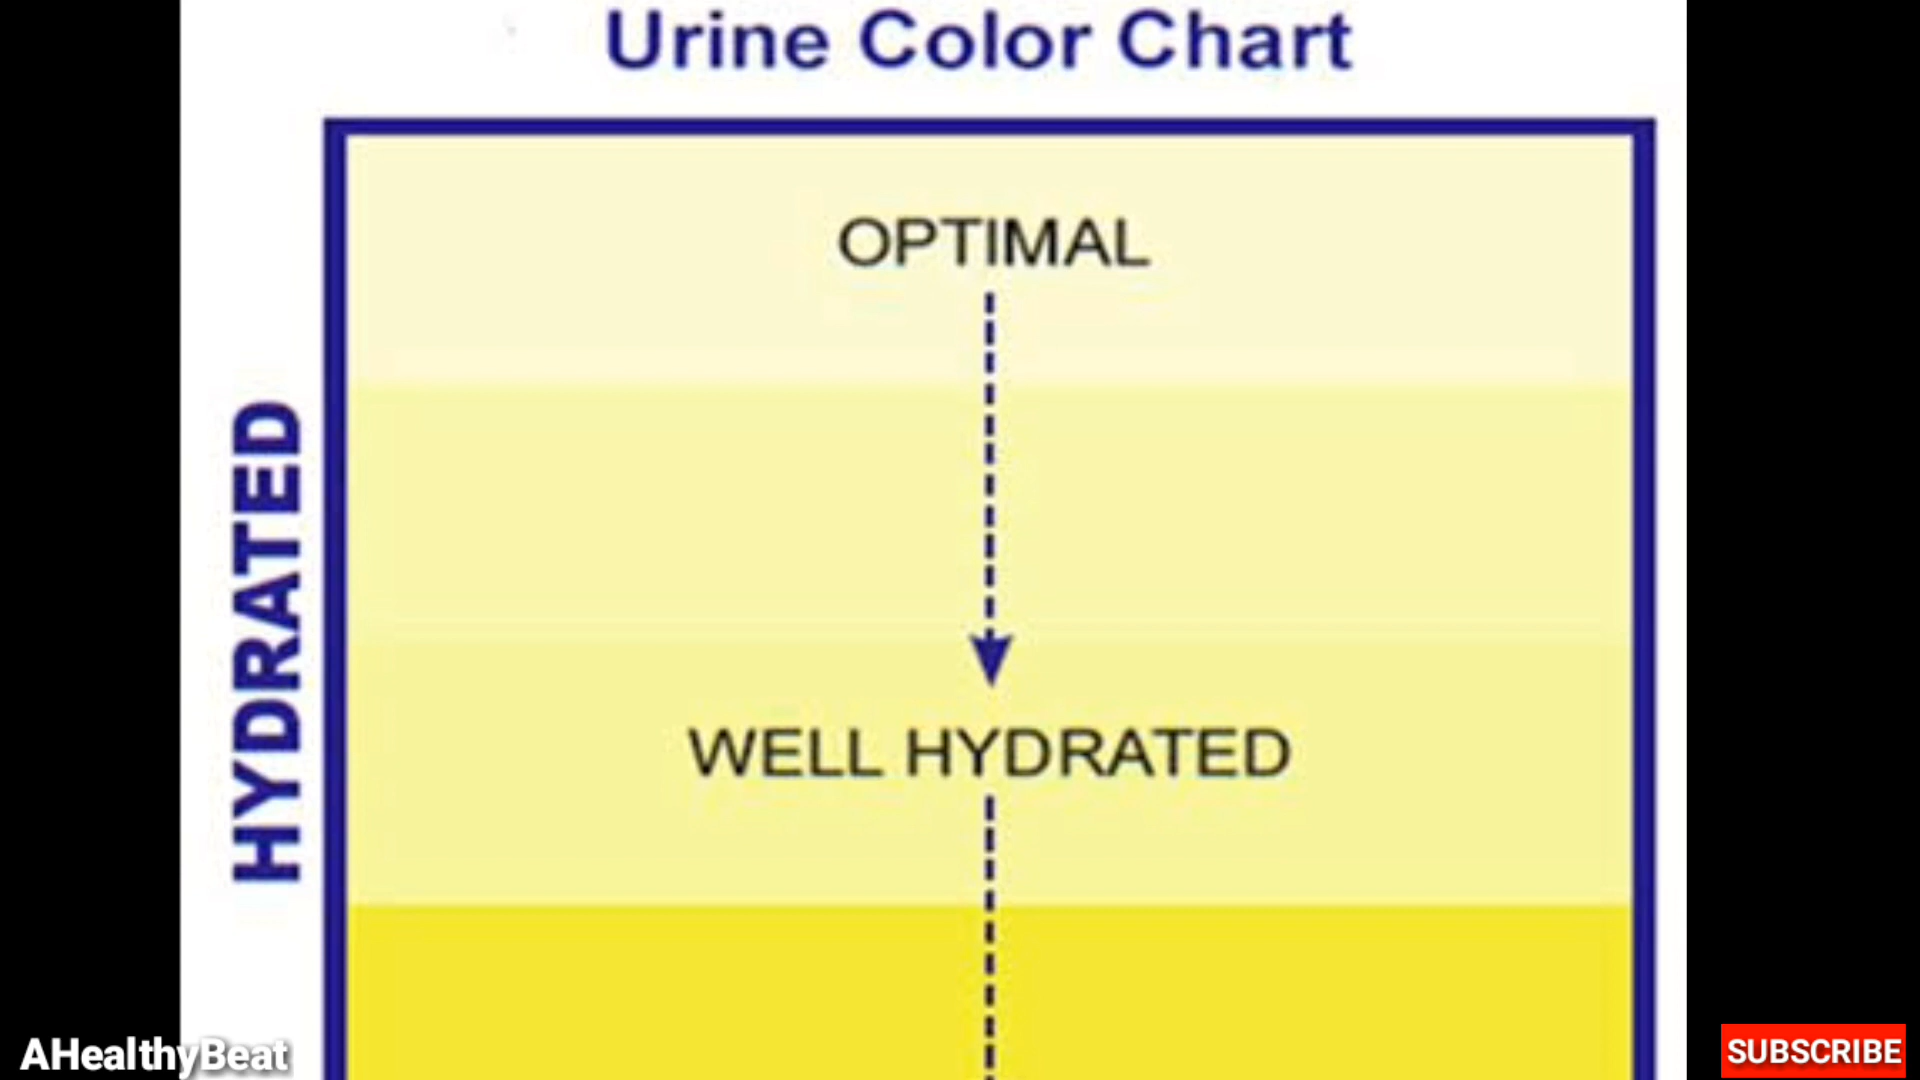 Urine Color Chart
OPTIMAL
HYDRATED
WELL HYDRATED
AHealthyBeat
SUBSCRIBE